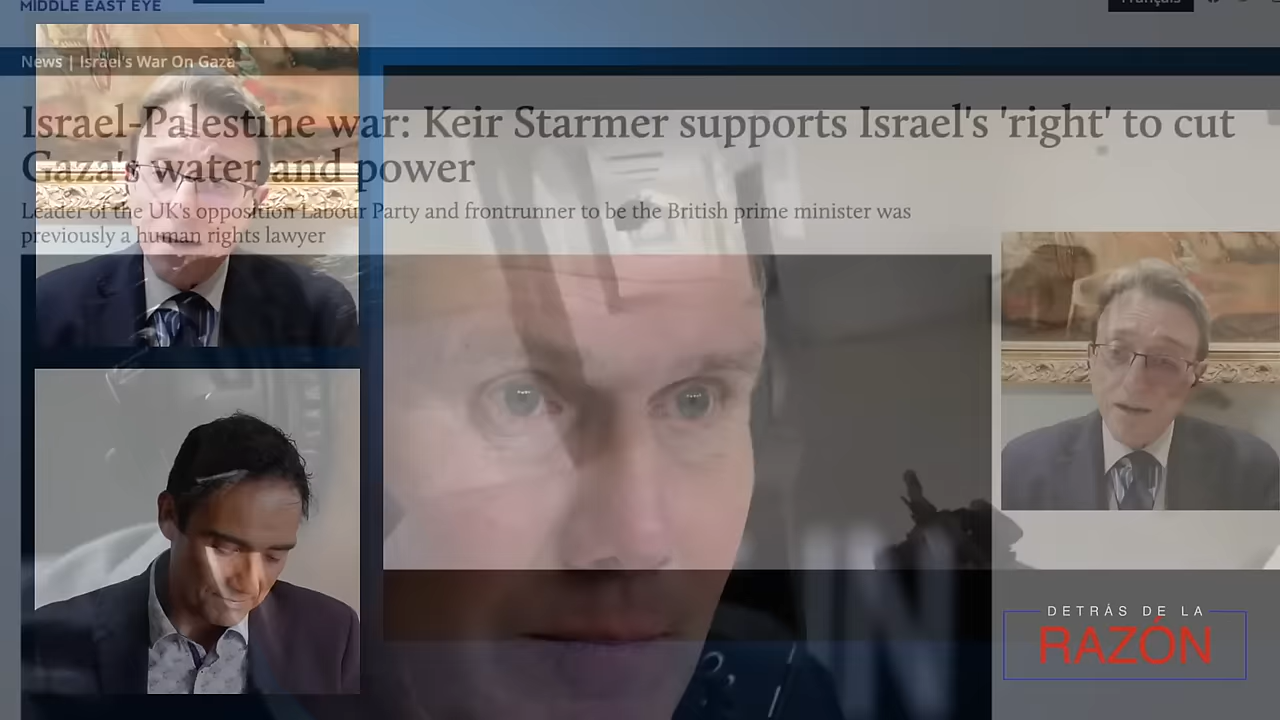 MIDDLE EAST EYE
Français
News | Israel's War On Gaza
Israel-Palestine war: Keir Starmer supports Israel's 'right' to cut
Gaza's water and power
Leader of the UK's opposition Labour Party and frontrunner to be the British prime minister was
previously a human rights lawyer
DETRÁS DE LA
RAZÓN